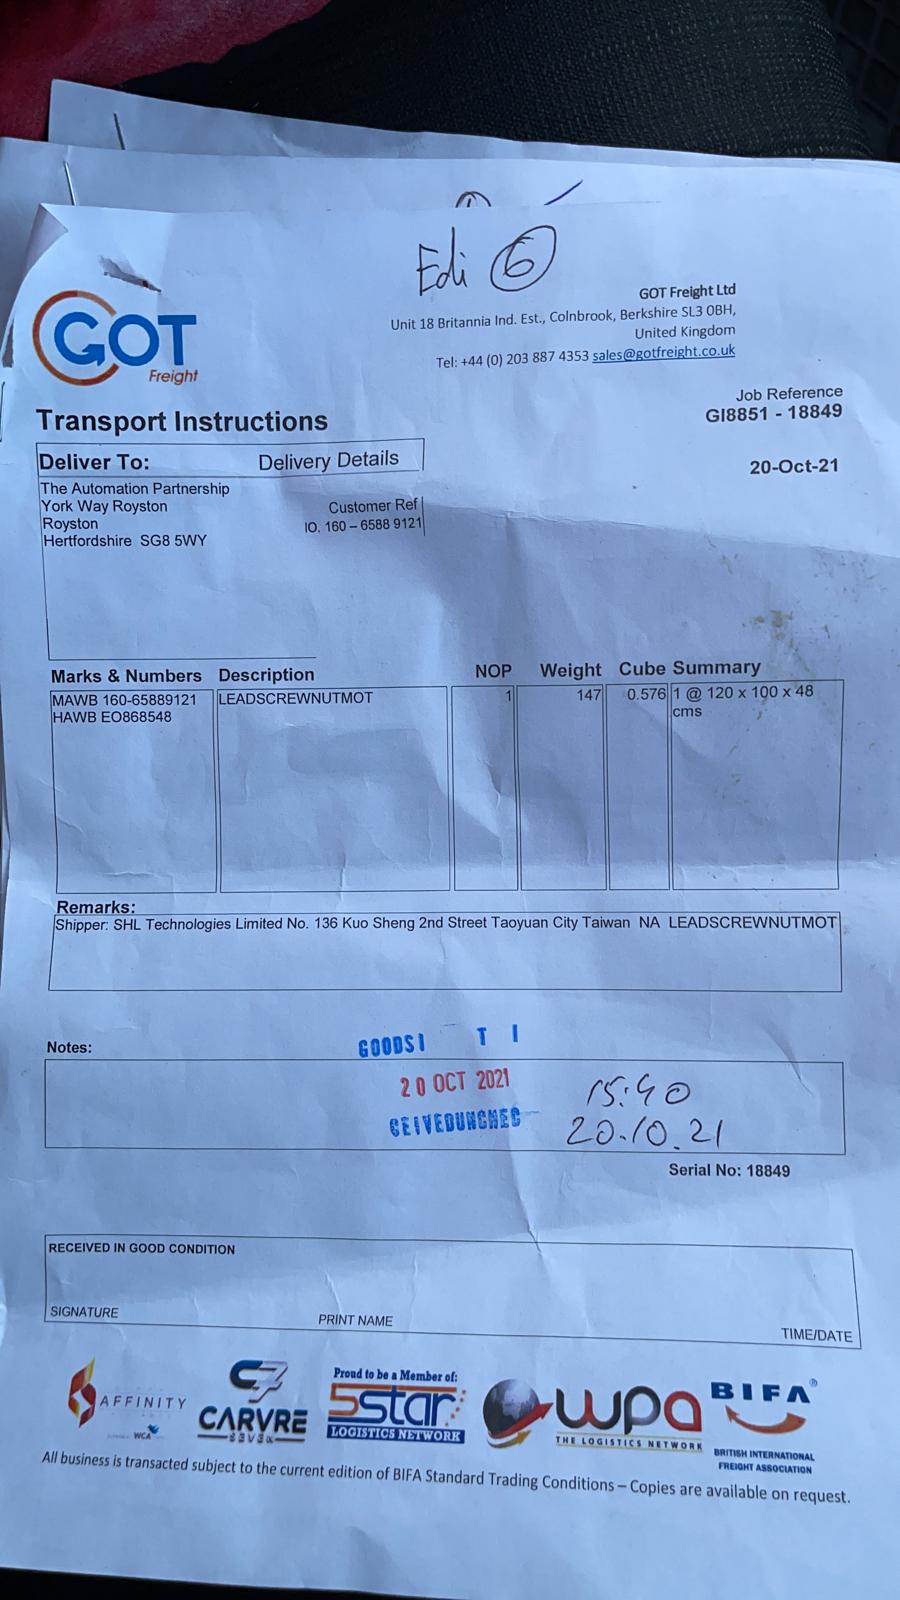 Edi 6
GOT
Freight
GOT Freight Ltd
Unit 18 Britannia Ind. Est., Colnbrook, Berkshire SL3 0BH,
United Kingdom
Tel: +44 (0) 203 887 4353 sales@gotfreight.co.uk
Job Reference
GI8851 - 18849
20-Oct-21
Transport Instructions
Deliver To: Delivery Details
The Automation Partnership
York Way Royston
Royston
Hertfordshire SG8 5WY
Customer Ref
IO. 160 – 6588 9121
Marks & Numbers Description NOP Weight Cube Summary
MAWB 160-65889121 LEADSCREWNUTMOT 1 147 0.576 1 @ 120 x 100 x 48
HAWB EO868548 cms
Remarks:
Shipper: SHL Technologies Limited No. 136 Kuo Sheng 2nd Street Taoyuan City Taiwan NA LEADSCREWNUTMOT
Notes:
GOODSI T I
20 OCT 2021
CEIVEDUNCHEC
15:40
20.10.21
Serial No: 18849
RECEIVED IN GOOD CONDITION
SIGNATURE PRINT NAME TIME/DATE
AFFINITY
WCA
CARVRE
SEVEN
Proud to be a Member of:
5star
LOGISTICS NETWORK
wpa
THE LOGISTICS NETWORK
BIFA®
BRITISH INTERNATIONAL
FREIGHT ASSOCIATION
All business is transacted subject to the current edition of BIFA Standard Trading Conditions – Copies are available on request.